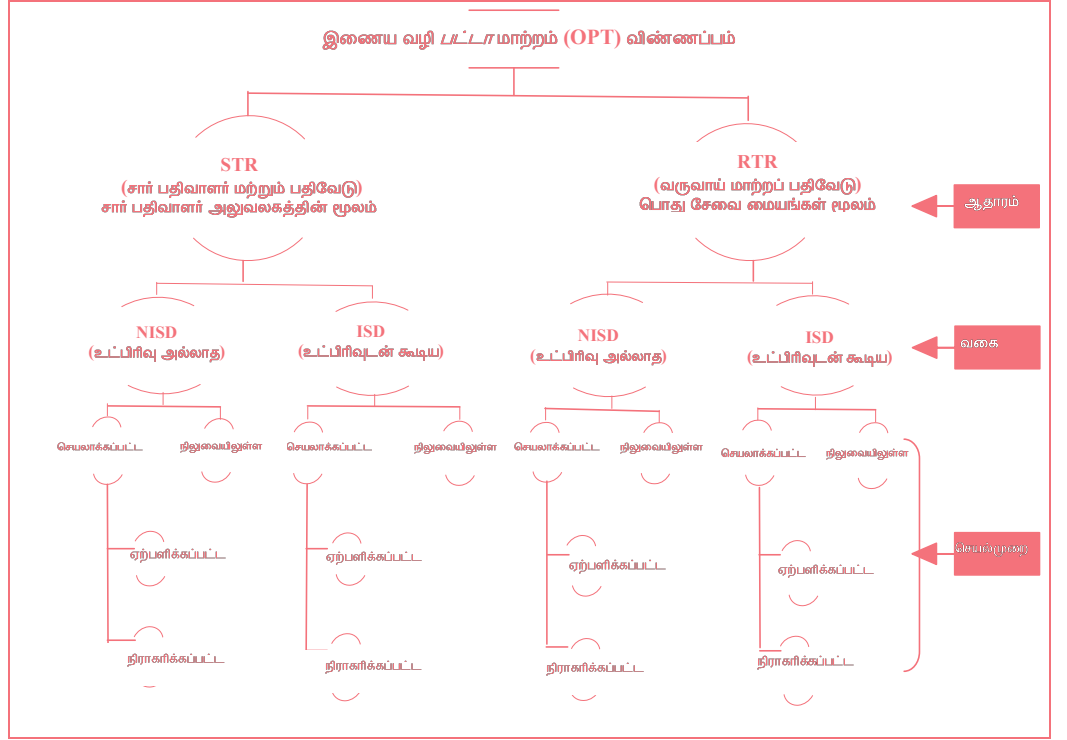 இணைய வழி பட்டா மாற்றம் (OPT) விண்ணப்பம்
STR
(சார் பதிவாளர் மற்றும் பதிவேடு)
சார் பதிவாளர் அலுவலகத்தின் மூலம்
RTR
(வருவாய் மாற்றப் பதிவேடு)
பொது சேவை மையங்கள் மூலம்
ஆதாரம்
NISD
(உட்பிரிவு அல்லாத)
ISD
(உட்பிரிவுடன் கூடிய)
NISD
(உட்பிரிவு அல்லாத)
ISD
(உட்பிரிவுடன் கூடிய)
வகை
செயலாக்கப்பட்ட
நிலுவையிலுள்ள
செயலாக்கப்பட்ட
நிலுவையிலுள்ள
செயலாக்கப்பட்ட
நிலுவையிலுள்ள
செயலாக்கப்பட்ட
நிலுவையிலுள்ள
செயல்முறை
ஏற்பளிக்கப்பட்ட
ஏற்பளிக்கப்பட்ட
ஏற்பளிக்கப்பட்ட
ஏற்பளிக்கப்பட்ட
நிராகரிக்கப்பட்ட
நிராகரிக்கப்பட்ட
நிராகரிக்கப்பட்ட
நிராகரிக்கப்பட்ட